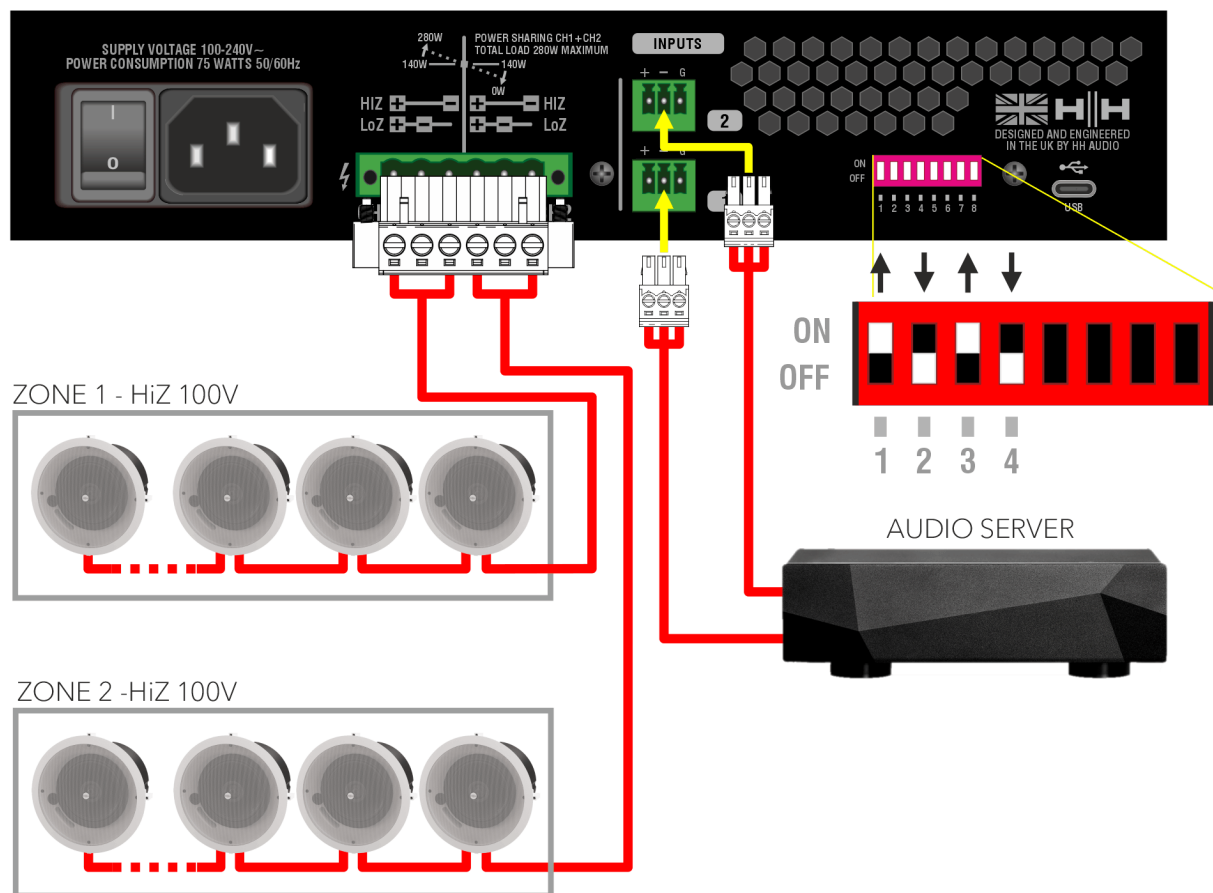 SUPPLY VOLTAGE 100-240V~
POWER CONSUMPTION 75 WATTS 50/60Hz
I
0
280W
POWER SHARING CH1+CH2
TOTAL LOAD 280W MAXIMUM
140W
140W
0W
HIZ + - + - HIZ
LoZ + - + - LoZ
INPUTS
+ - G
2
+ - G
1
HH
DESIGNED AND ENGINEERED
IN THE UK BY HH AUDIO
ON
OFF
1 2 3 4 5 6 7 8
USB
ON
OFF
1 2 3 4
ZONE 1 - HiZ 100V
AUDIO SERVER
ZONE 2 -HiZ 100V